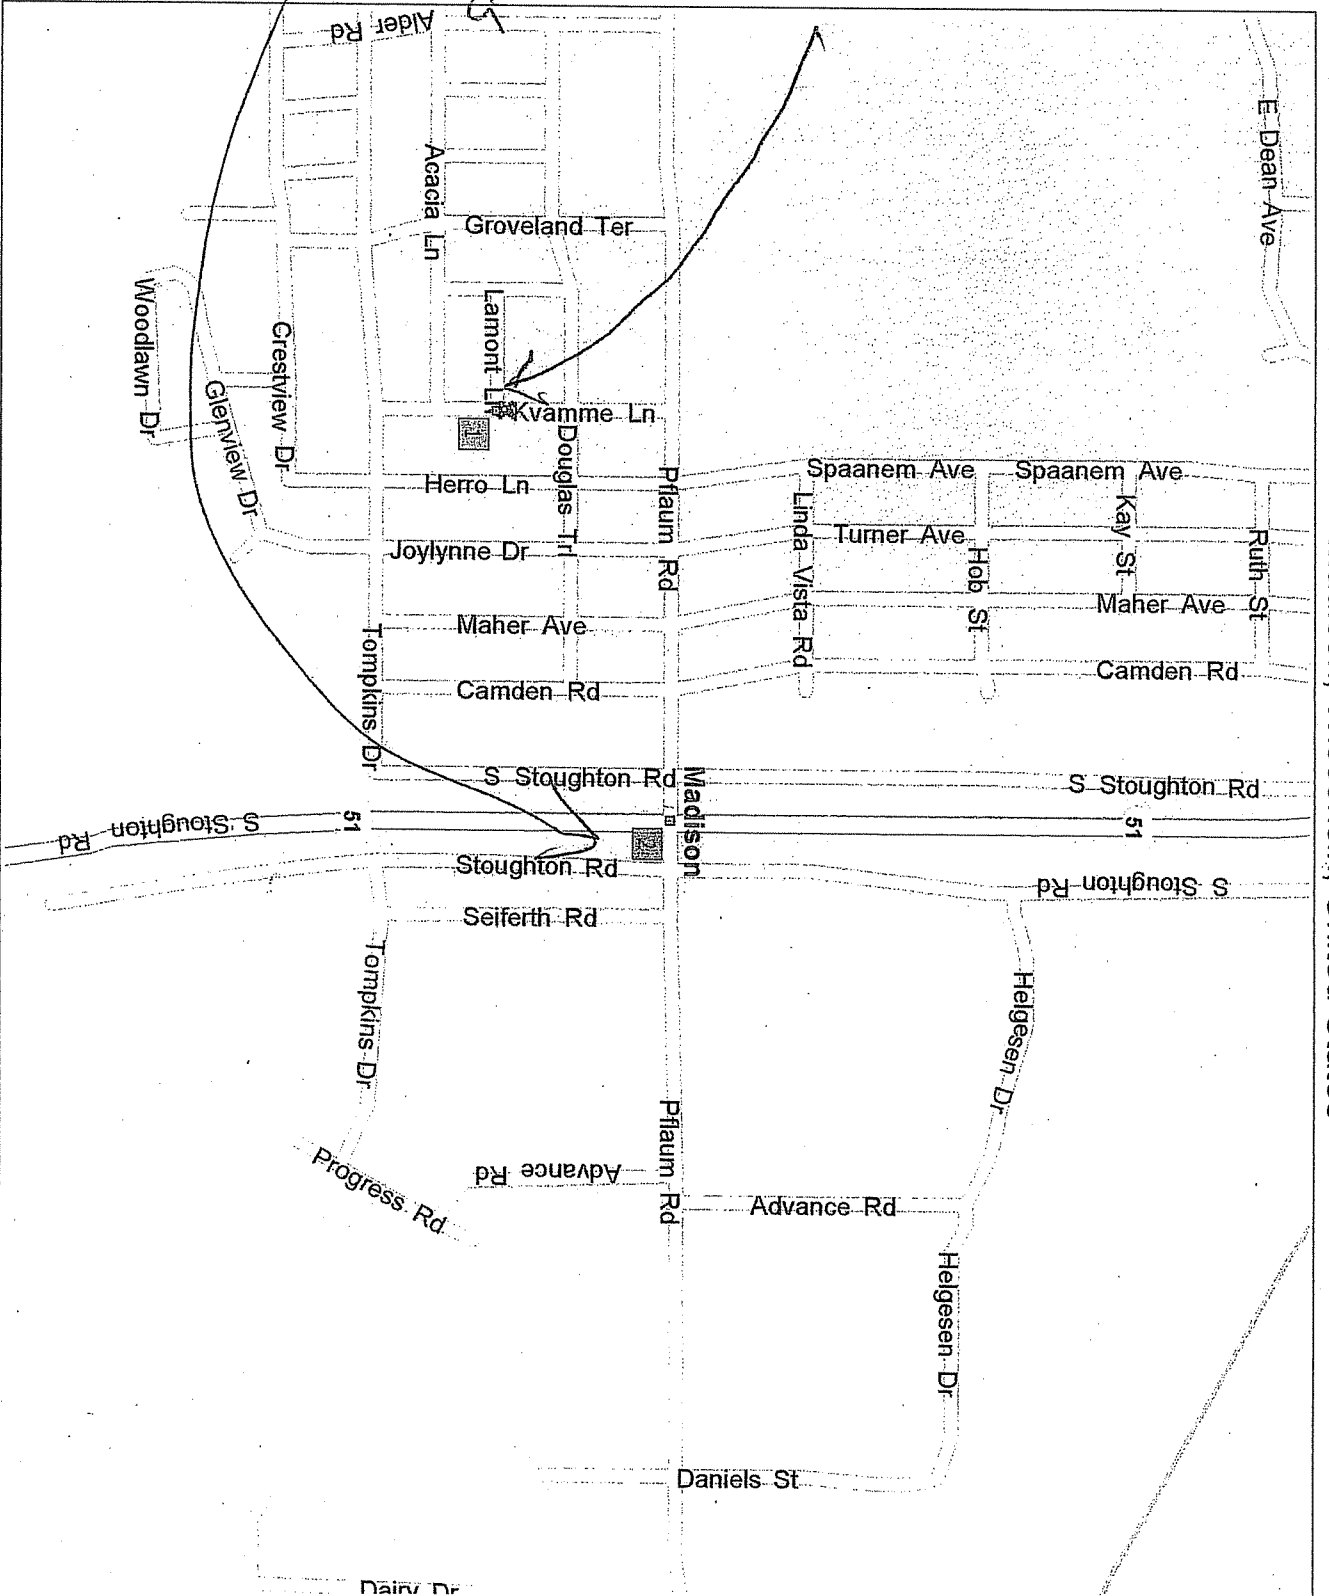 Alder Rd
E Dean Ave
Acacia Ln
Groveland Ter
Lamont Ln
Woodlawn Dr
Crestview Dr
Glenview Dr
Kvamme Ln
Douglas Trl
Herro Ln
Pflaum Rd
Spaanem Ave
Spaanem Ave
Linda Vista Rd
Turner Ave
Kay St
Ruth St
Hob St
Joylynne Dr
Maher Ave
Maher Ave
Tompkins Dr
Camden Rd
Camden Rd
S Stoughton Rd
S Stoughton Rd
Madison
51
51
S Stoughton Rd
Stoughton Rd
S Stoughton Rd
Seiferth Rd
Tompkins Dr
Helgesen Dr
Pflaum Rd
Progress Rd
Advance Rd
Advance Rd
Helgesen Dr
Daniels St
Dairy Dr